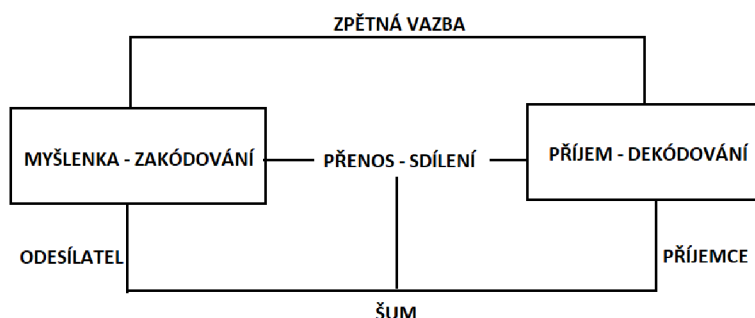 ZPĚTNÁ VAZBA
MYŠLENKA - ZAKÓDOVÁNÍ
PŘENOS - SDÍLENÍ
PŘÍJEM - DEKÓDOVÁNÍ
ODESÍLATEL
PŘÍJEMCE
ŠUM